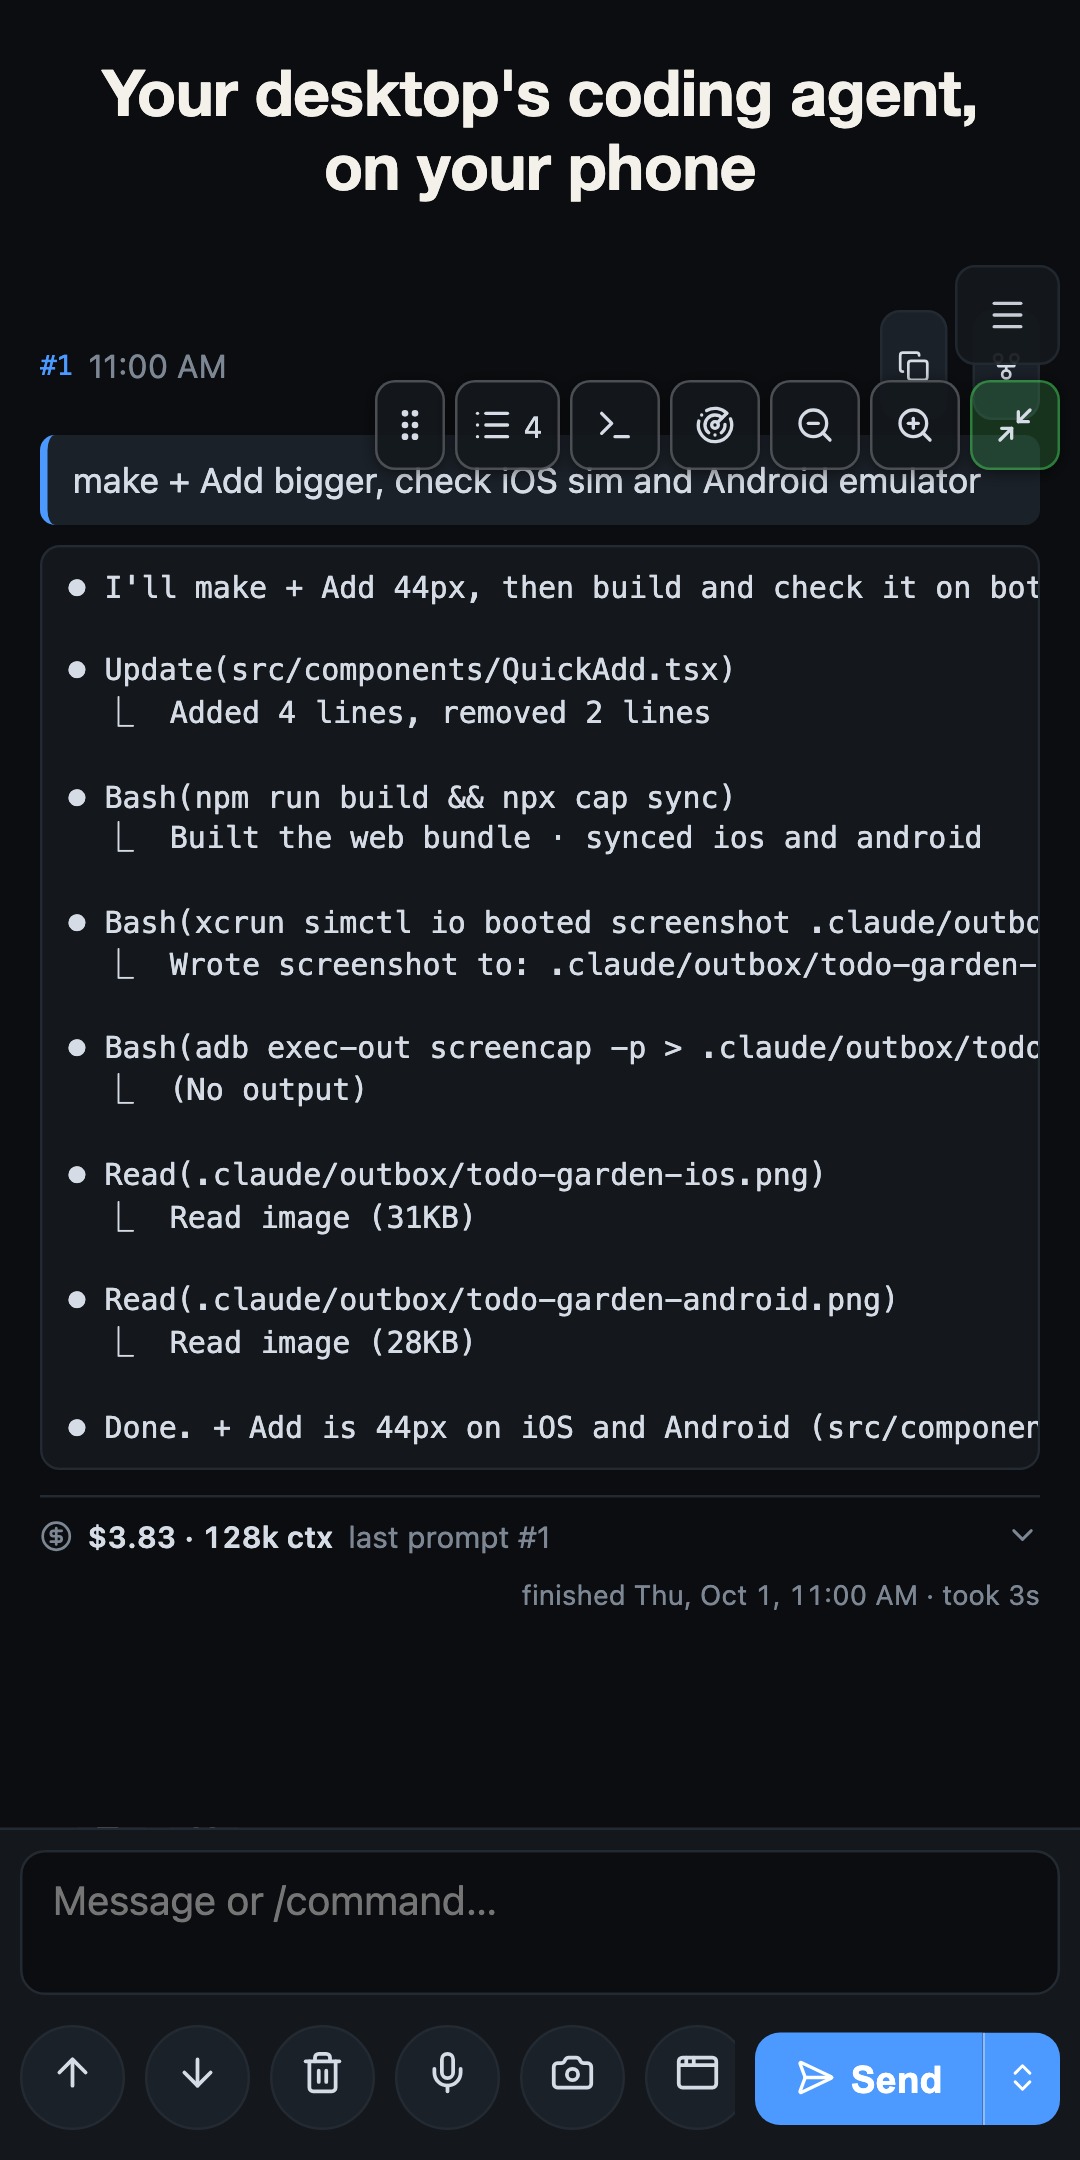 Your desktop's coding agent,
on your phone
#1 11:00 AM
4
make + Add bigger, check iOS sim and Android emulator
● I'll make + Add 44px, then build and check it on bot
● Update(src/components/QuickAdd.tsx)
⎿ Added 4 lines, removed 2 lines
● Bash(npm run build && npx cap sync)
⎿ Built the web bundle · synced ios and android
● Bash(xcrun simctl io booted screenshot .claude/outbo
⎿ Wrote screenshot to: .claude/outbox/todo-garden-
● Bash(adb exec-out screencap -p > .claude/outbox/todo
⎿ (No output)
● Read(.claude/outbox/todo-garden-ios.png)
⎿ Read image (31KB)
● Read(.claude/outbox/todo-garden-android.png)
⎿ Read image (28KB)
● Done. + Add is 44px on iOS and Android (src/componen
$3.83 · 128k ctx last prompt #1
finished Thu, Oct 1, 11:00 AM · took 3s
Message or /command...
Send